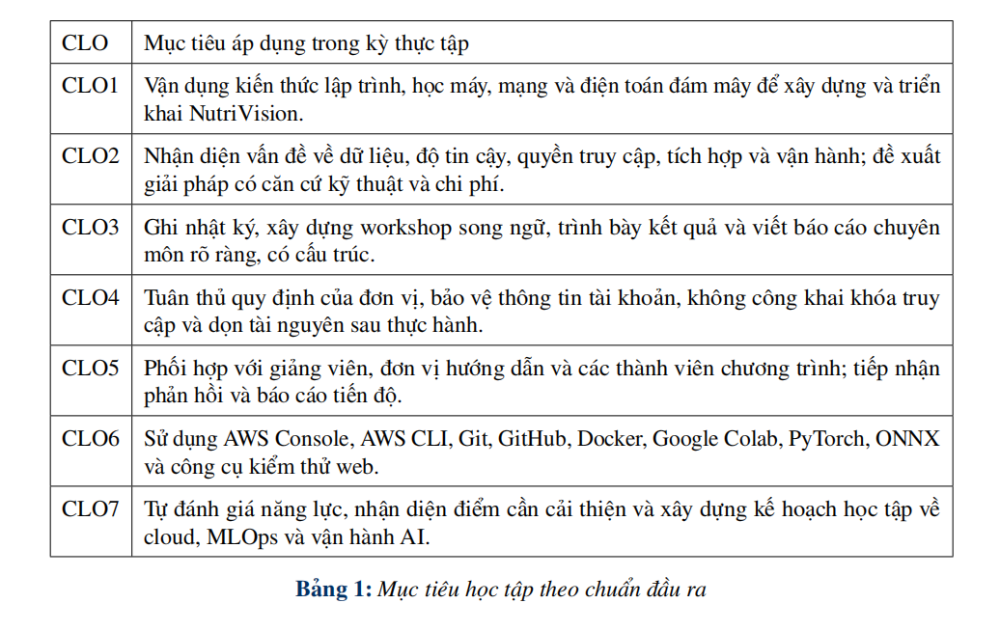 CLO Mục tiêu áp dụng trong kỳ thực tập
CLO1 Vận dụng kiến thức lập trình, học máy, mạng và điện toán đám mây để xây dựng và triển
khai NutriVision.
CLO2 Nhận diện vấn đề về dữ liệu, độ tin cậy, quyền truy cập, tích hợp và vận hành; đề xuất
giải pháp có căn cứ kỹ thuật và chi phí.
CLO3 Ghi nhật ký, xây dựng workshop song ngữ, trình bày kết quả và viết báo cáo chuyên
môn rõ ràng, có cấu trúc.
CLO4 Tuân thủ quy định của đơn vị, bảo vệ thông tin tài khoản, không công khai khóa truy
cập và dọn tài nguyên sau thực hành.
CLO5 Phối hợp với giảng viên, đơn vị hướng dẫn và các thành viên chương trình; tiếp nhận
phản hồi và báo cáo tiến độ.
CLO6 Sử dụng AWS Console, AWS CLI, Git, GitHub, Docker, Google Colab, PyTorch, ONNX
và công cụ kiểm thử web.
CLO7 Tự đánh giá năng lực, nhận diện điểm cần cải thiện và xây dựng kế hoạch học tập về
cloud, MLOps và vận hành AI.
Bảng 1: Mục tiêu học tập theo chuẩn đầu ra